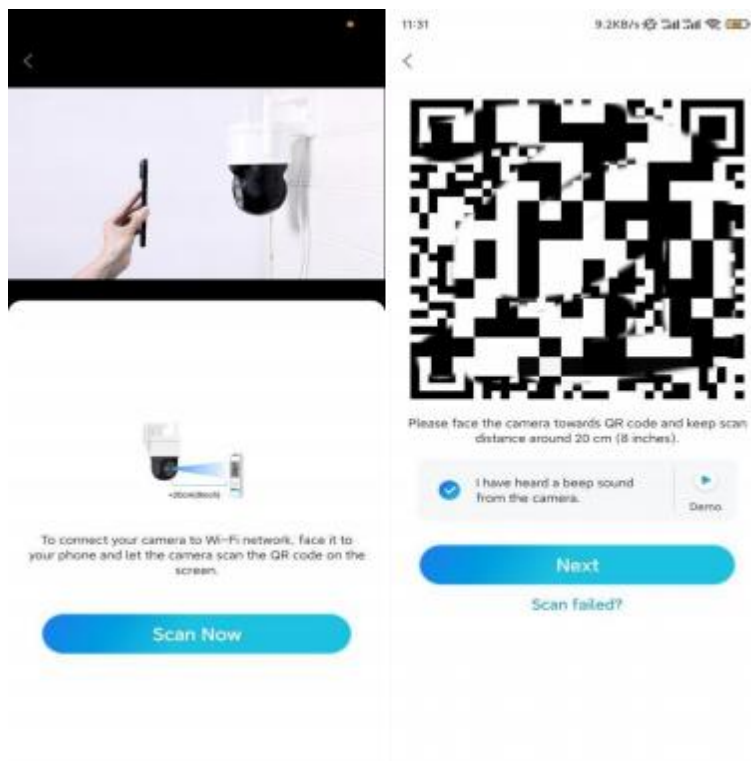 To connect your camera to Wi-Fi network, face it to
your phone and let the camera scan the QR code on the
screen.
Scan Now
11:31
9.2KB/s
Please face the camera towards QR code and keep scan
distance around 20 cm (8 inches).
I have heard a beep sound
from the camera.
Demo
Next
Scan failed?